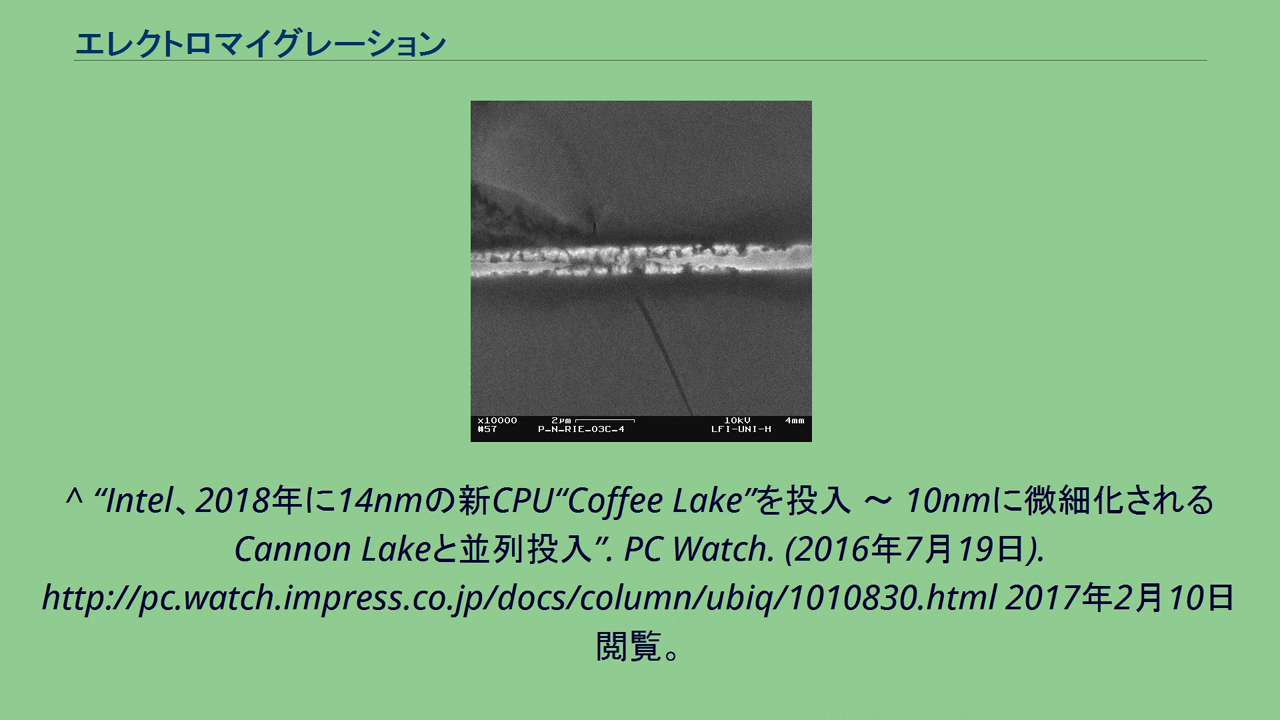 エレクトロマイグレーション
x10000 2µm 10kV 4mm
#57 P-N-RIE-03C-4 LFI-UNI-H
^ “Intel、2018年に14nmの新CPU“Coffee Lake”を投入 〜 10nmに微細化される
Cannon Lakeと並列投入”. PC Watch. (2016年7月19日).
http://pc.watch.impress.co.jp/docs/column/ubiq/1010830.html 2017年2月10日
閲覧。